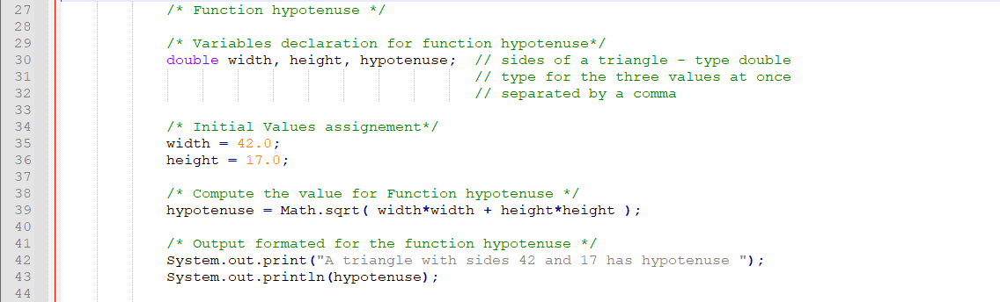 27 /* Function hypotenuse */
28
29 /* Variables declaration for function hypotenuse*/
30 double width, height, hypotenuse; // sides of a triangle - type double
31 // type for the three values at once
32 // separated by a comma
33
34 /* Initial Values assignement*/
35 width = 42.0;
36 height = 17.0;
37
38 /* Compute the value for Function hypotenuse */
39 hypotenuse = Math.sqrt( width*width + height*height );
40
41 /* Output formated for the function hypotenuse */
42 System.out.print("A triangle with sides 42 and 17 has hypotenuse ");
43 System.out.println(hypotenuse);
44